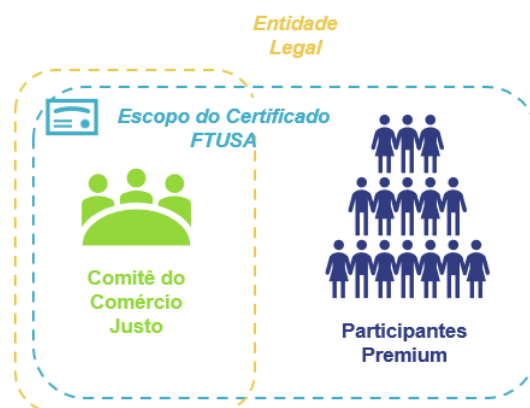 Entidade
Legal
Escopo do Certificado
FTUSA
Comitê do
Comércio
Justo
Participantes
Premium